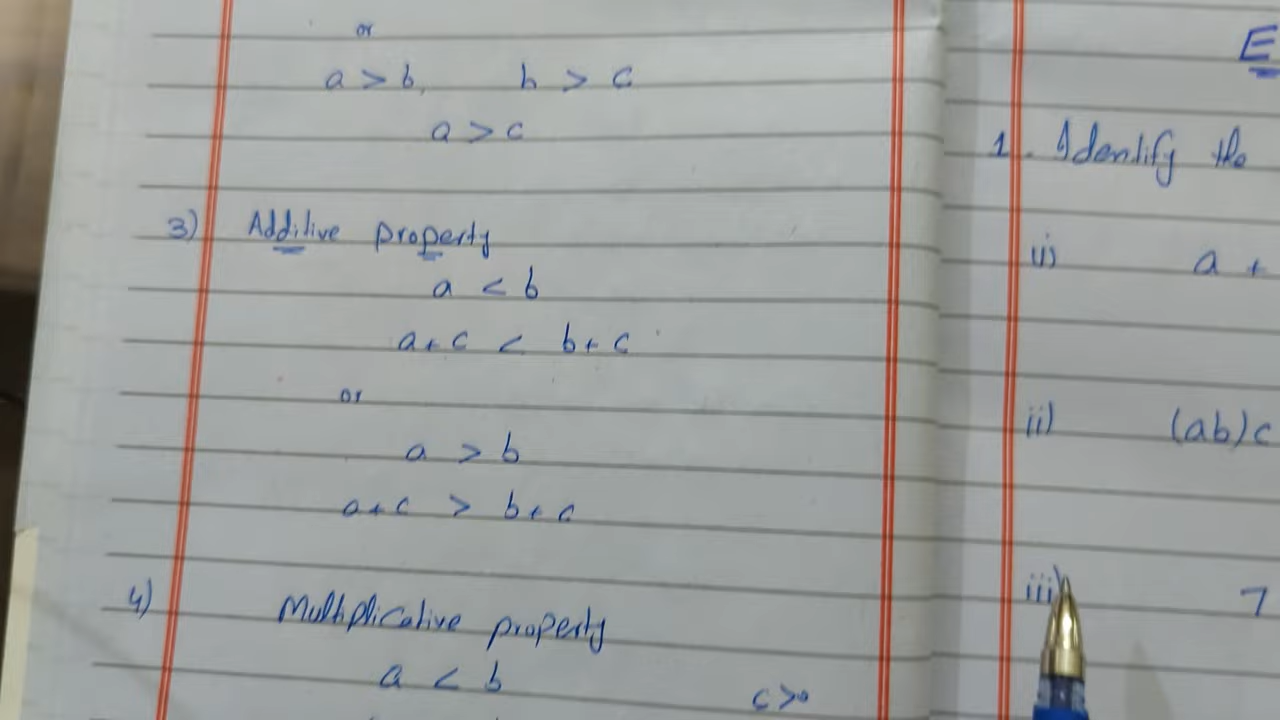 or
a > b, b > c
a > c
3) Additive property
a < b
a+c < b+c
or
a > b
a+c > b+c
4) Multiplicative property
a < b c>0
E
1. Identify the
i) a +
ii) (ab)c
iii) 7